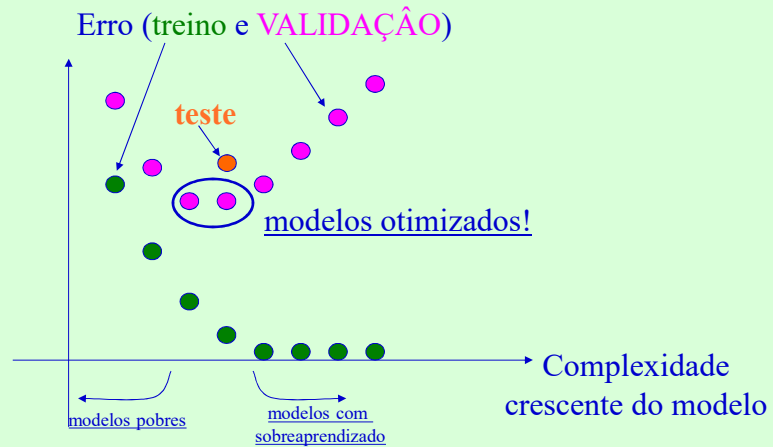 Erro (treino e VALIDAÇÂO)
teste
modelos otimizados!
Complexidade
crescente do modelo
modelos pobres
modelos com
sobreaprendizado